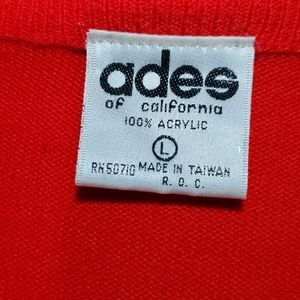 ades
of california
100% ACRYLIC
L
RN50710 MADE IN TAIWAN
R. O. C.